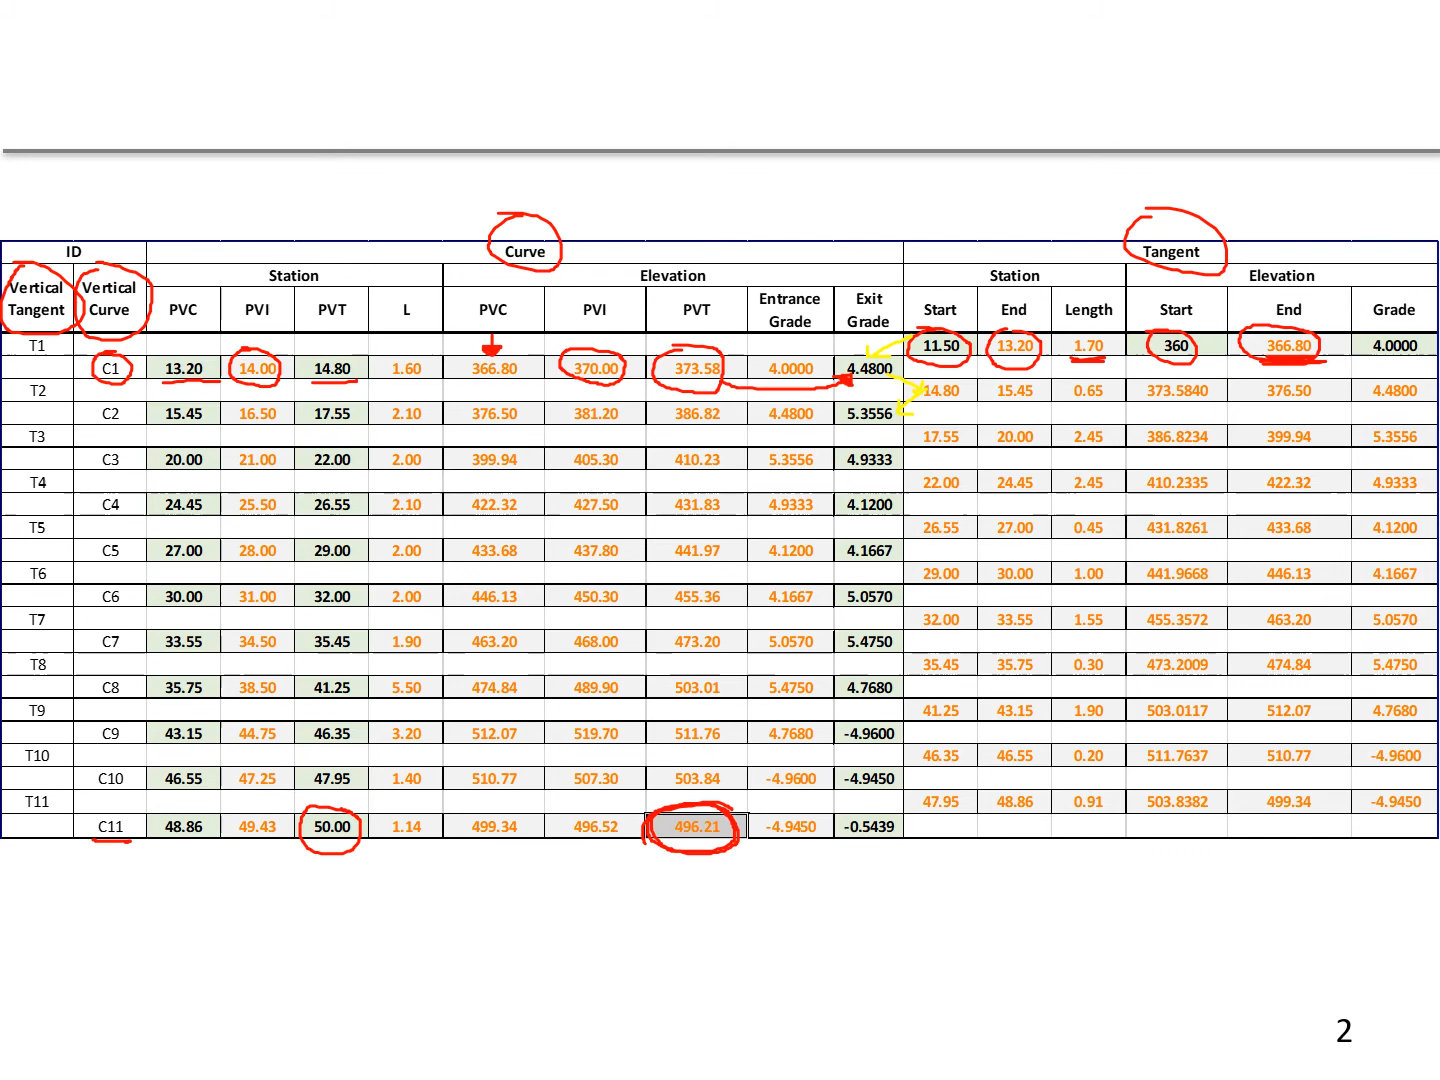 ID Curve Tangent
Vertical Tangent Vertical Curve Station Elevation Station Elevation
PVC PVI PVT L PVC PVI PVT Entrance Grade Exit Grade Start End Length Start End Grade
T1 11.50 13.20 1.70 360 366.80 4.0000
C1 13.20 14.00 14.80 1.60 366.80 370.00 373.58 4.0000 4.4800
T2 14.80 15.45 0.65 373.5840 376.50 4.4800
C2 15.45 16.50 17.55 2.10 376.50 381.20 386.82 4.4800 5.3556
T3 17.55 20.00 2.45 386.8234 399.94 5.3556
C3 20.00 21.00 22.00 2.00 399.94 405.30 410.23 5.3556 4.9333
T4 22.00 24.45 2.45 410.2335 422.32 4.9333
C4 24.45 25.50 26.55 2.10 422.32 427.50 431.83 4.9333 4.1200
T5 26.55 27.00 0.45 431.8261 433.68 4.1200
C5 27.00 28.00 29.00 2.00 433.68 437.80 441.97 4.1200 4.1667
T6 29.00 30.00 1.00 441.9668 446.13 4.1667
C6 30.00 31.00 32.00 2.00 446.13 450.30 455.36 4.1667 5.0570
T7 32.00 33.55 1.55 455.3572 463.20 5.0570
C7 33.55 34.50 35.45 1.90 463.20 468.00 473.20 5.0570 5.4750
T8 35.45 35.75 0.30 473.2009 474.84 5.4750
C8 35.75 38.50 41.25 5.50 474.84 489.90 503.01 5.4750 4.7680
T9 41.25 43.15 1.90 503.0117 512.07 4.7680
C9 43.15 44.75 46.35 3.20 512.07 519.70 511.76 4.7680 -4.9600
T10 46.35 46.55 0.20 511.7637 510.77 -4.9600
C10 46.55 47.25 47.95 1.40 510.77 507.30 503.84 -4.9600 -4.9450
T11 47.95 48.86 0.91 503.8382 499.34 -4.9450
C11 48.86 49.43 50.00 1.14 499.34 496.52 496.21 -4.9450 -0.5439
2